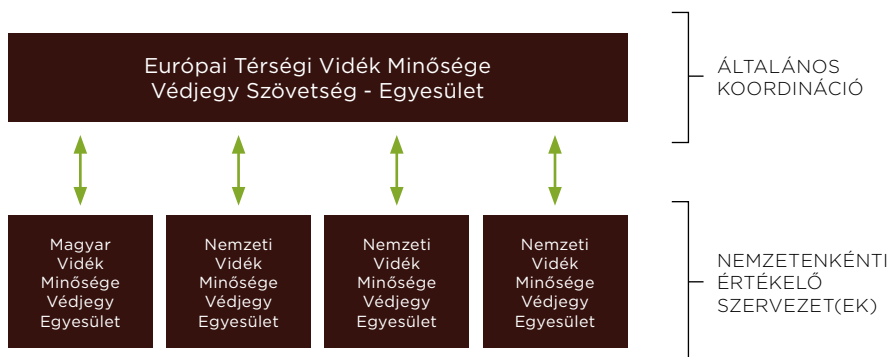 Európai Térségi Vidék Minősége
Védjegy Szövetség - Egyesület
ÁLTALÁNOS
KOORDINÁCIÓ
Magyar
Vidék
Minősége
Védjegy
Egyesület
Nemzeti
Vidék
Minősége
Védjegy
Egyesület
Nemzeti
Vidék
Minősége
Védjegy
Egyesület
Nemzeti
Vidék
Minősége
Védjegy
Egyesület
NEMZETENKÉNTI
ÉRTÉKELŐ
SZERVEZET(EK)